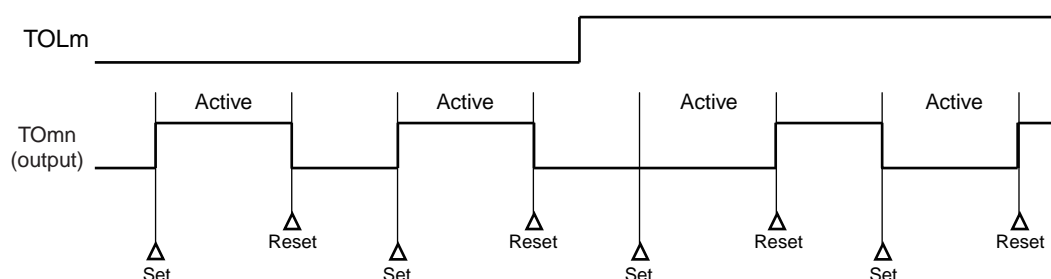 TOLm
Active
Active
Active
Active
TOmn
(output)
Reset
Reset
Reset
Reset
Set
Set
Set
Set